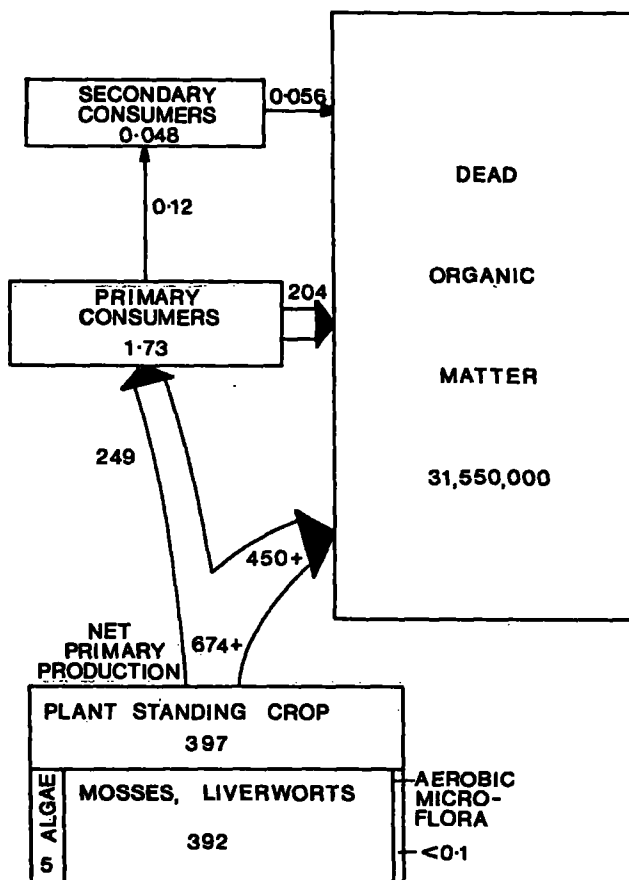 SECONDARY
CONSUMERS
0·048
0·056
DEAD
ORGANIC
MATTER
31,550,000
0·12
PRIMARY
CONSUMERS
1·73
204
249
450+
674+
NET
PRIMARY
PRODUCTION
PLANT STANDING CROP
397
ALGAE
5
MOSSES, LIVERWORTS
392
AEROBIC
MICRO-
FLORA
<0·1